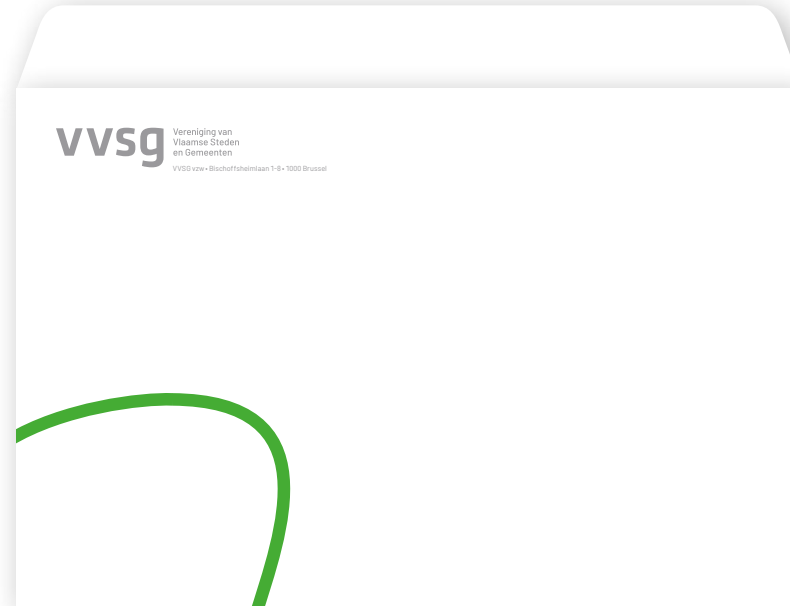 vvsg
Vereniging van
Vlaamse Steden
en Gemeenten
VVSG vzw • Bischoffsheimlaan 1-8 • 1000 Brussel